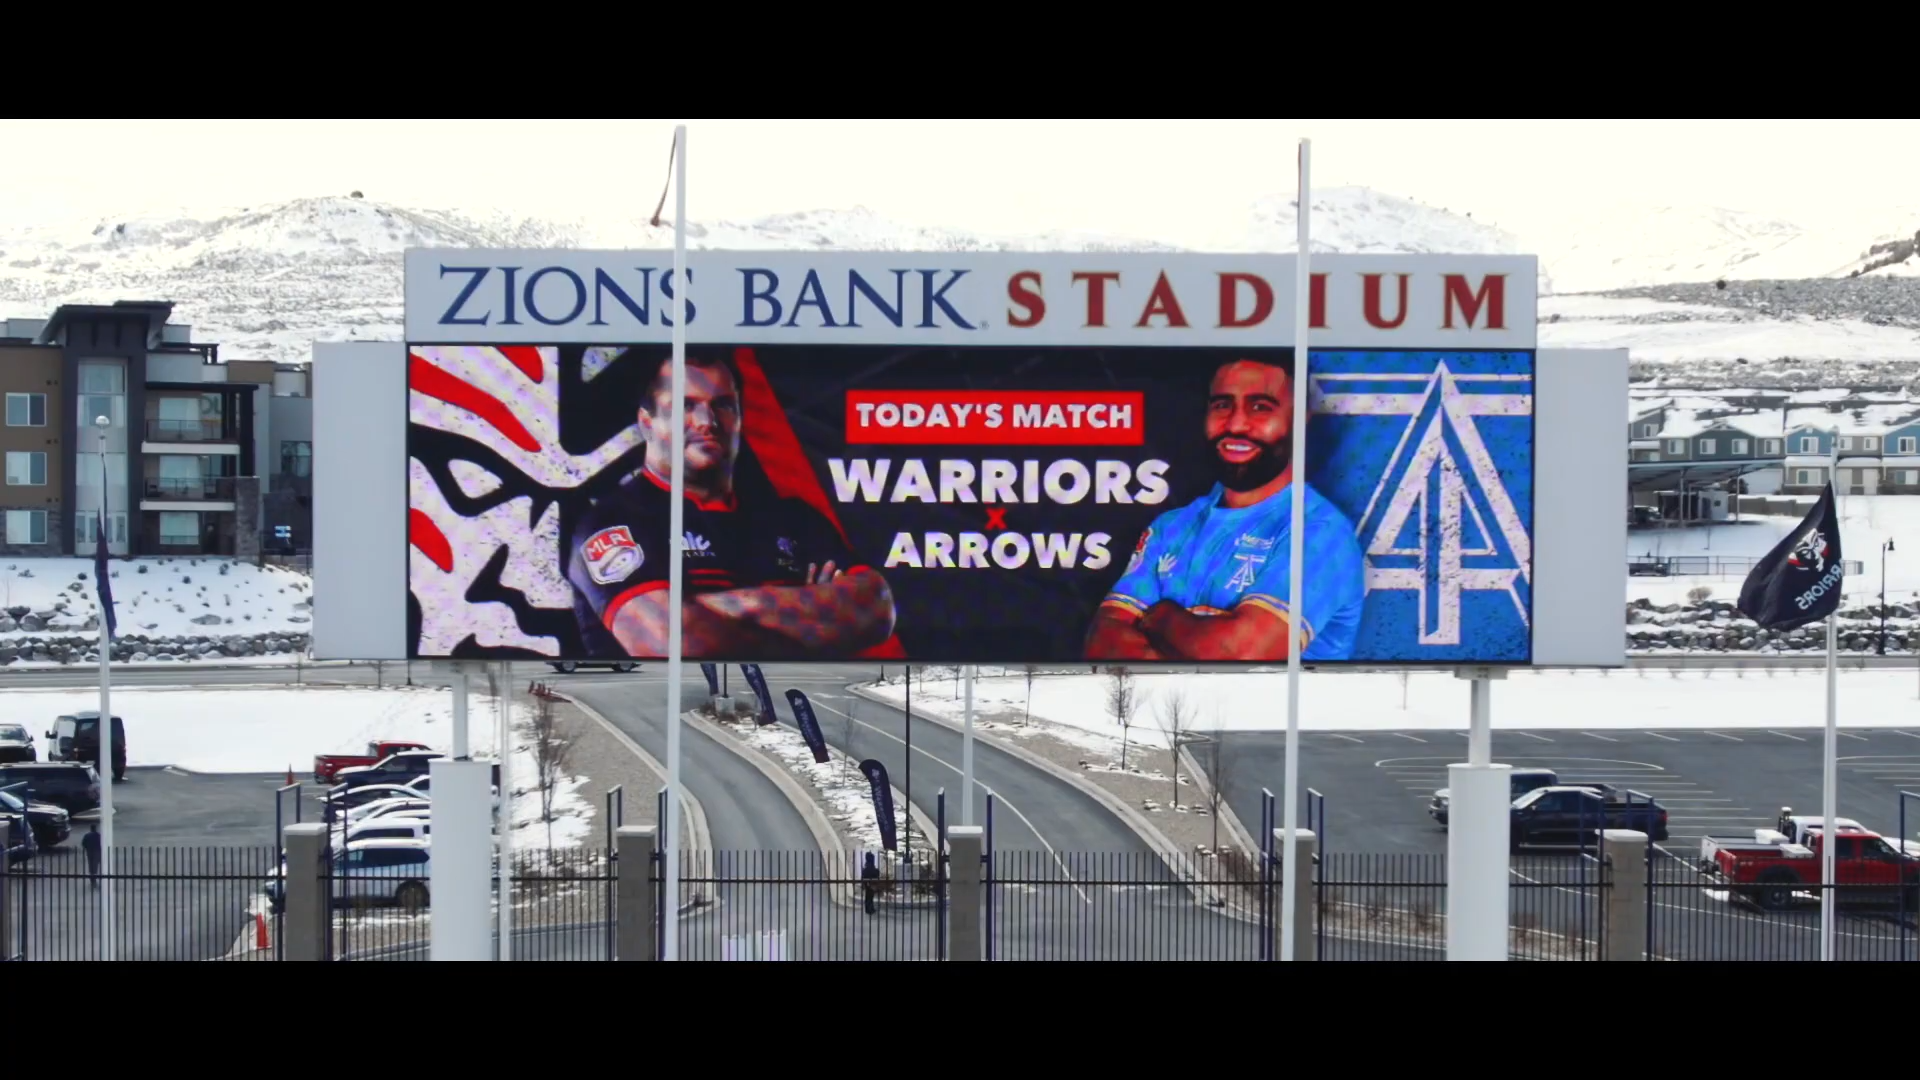 ZIONS BANK® STADIUM
TODAY'S MATCH
WARRIORS
X
ARROWS
MLR
WARRIORS